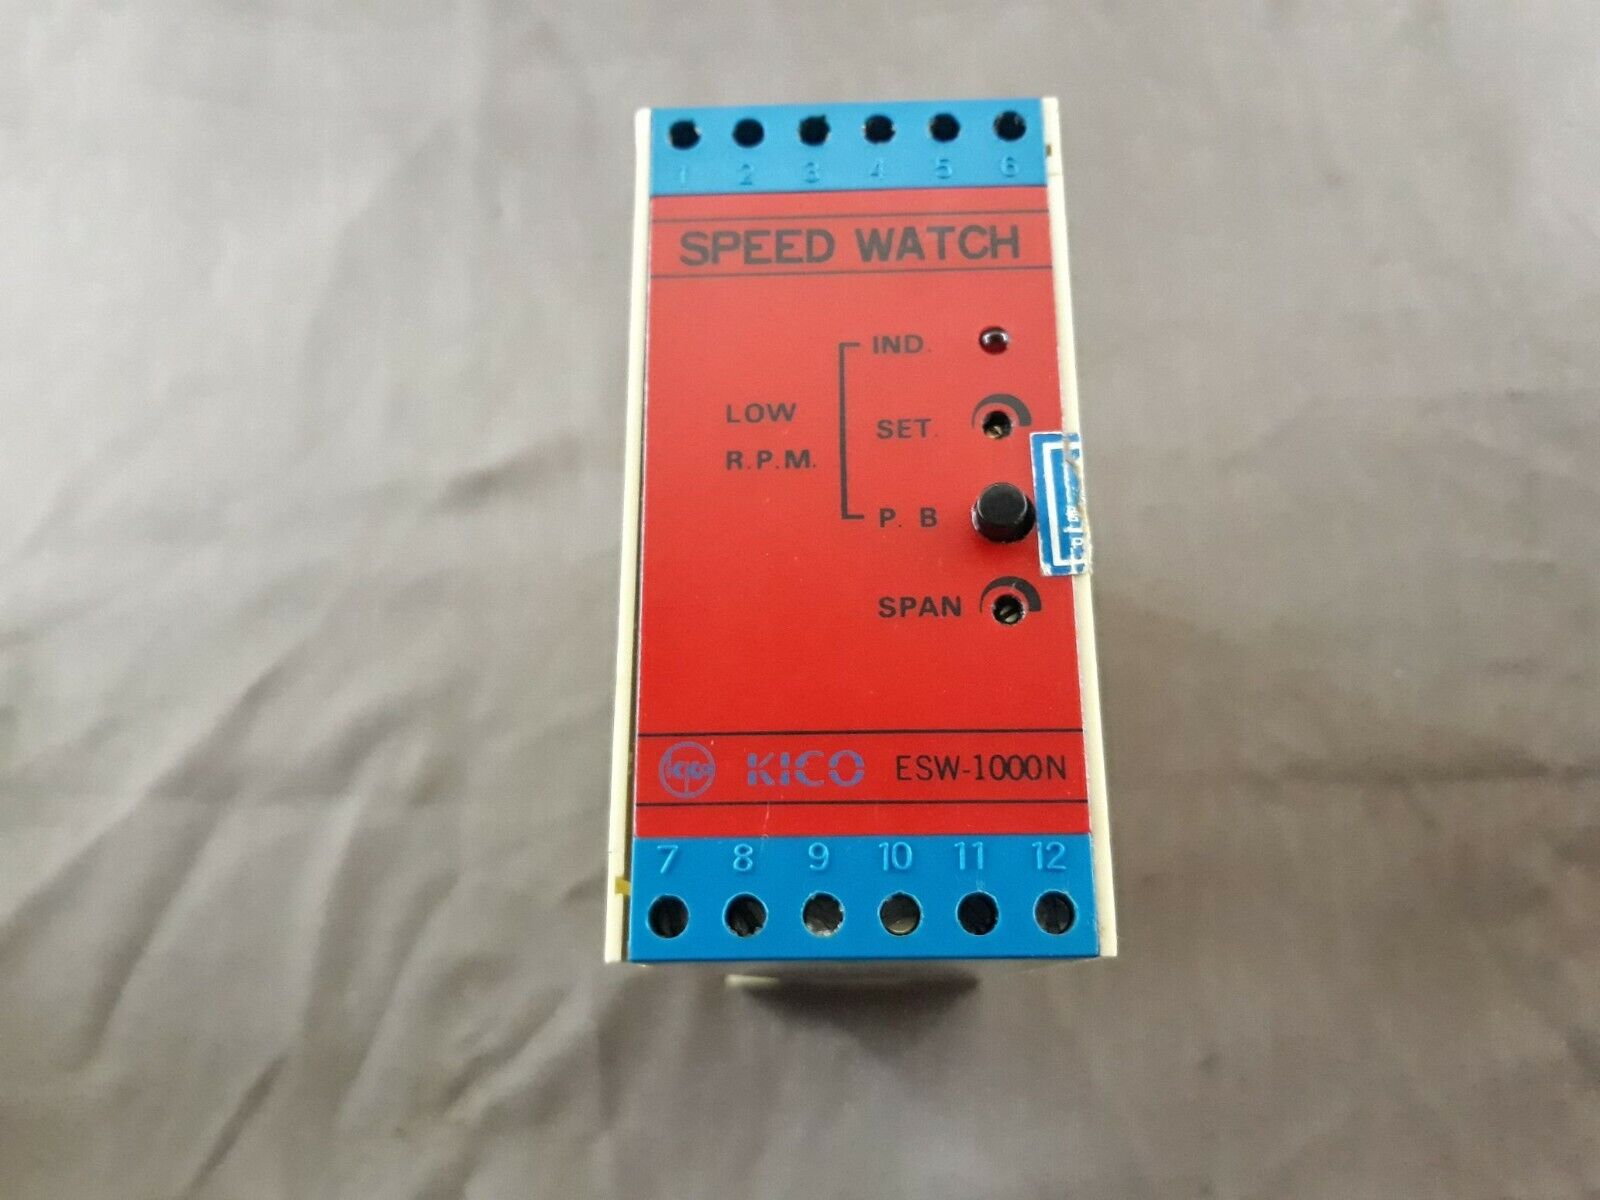 1 2 3 4 5 6
SPEED WATCH
IND.
LOW
SET.
R.P.M.
P. B
SPAN
KICO ESW-1000N
7 8 9 10 11 12